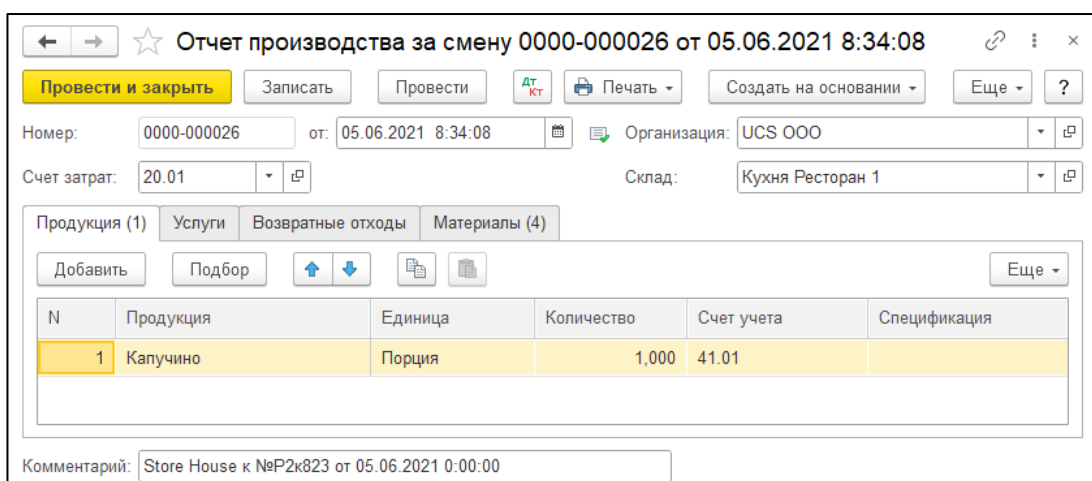 Отчет производства за смену 0000-000026 от 05.06.2021 8:34:08
Провести и закрыть Записать Провести Дт Кт Печать Создать на основании Еще ?
Номер: 0000-000026 от: 05.06.2021 8:34:08 Организация: UCS ООО
Счет затрат: 20.01 Склад: Кухня Ресторан 1
Продукция (1) Услуги Возвратные отходы Материалы (4)
Добавить Подбор Еще
N Продукция Единица Количество Счет учета Спецификация
1 Капучино Порция 1,000 41.01
Комментарий: Store House к №Р2к823 от 05.06.2021 0:00:00